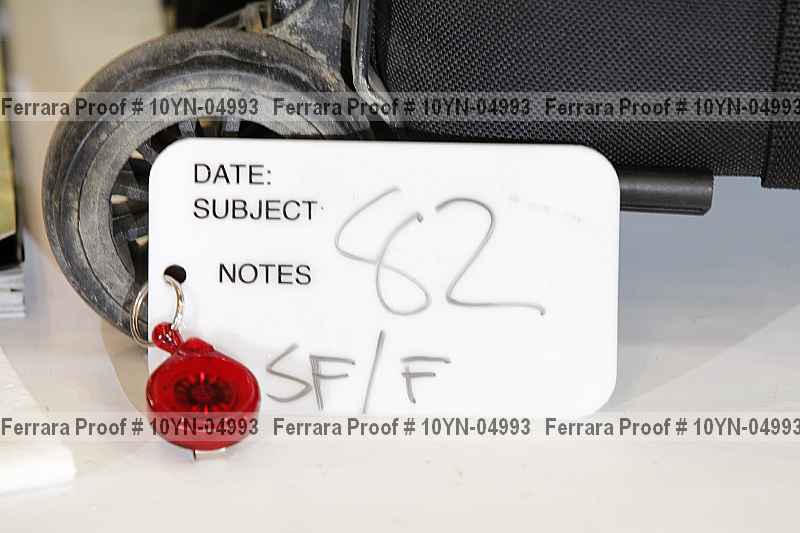 Ferrara Proof # 10YN-04993 Ferrara Proof # 10YN-04993 Ferrara Proof # 10YN-04993
DATE:
SUBJECT
82
NOTES
SF/F
Ferrara Proof # 10YN-04993 Ferrara Proof # 10YN-04993 Ferrara Proof # 10YN-04993